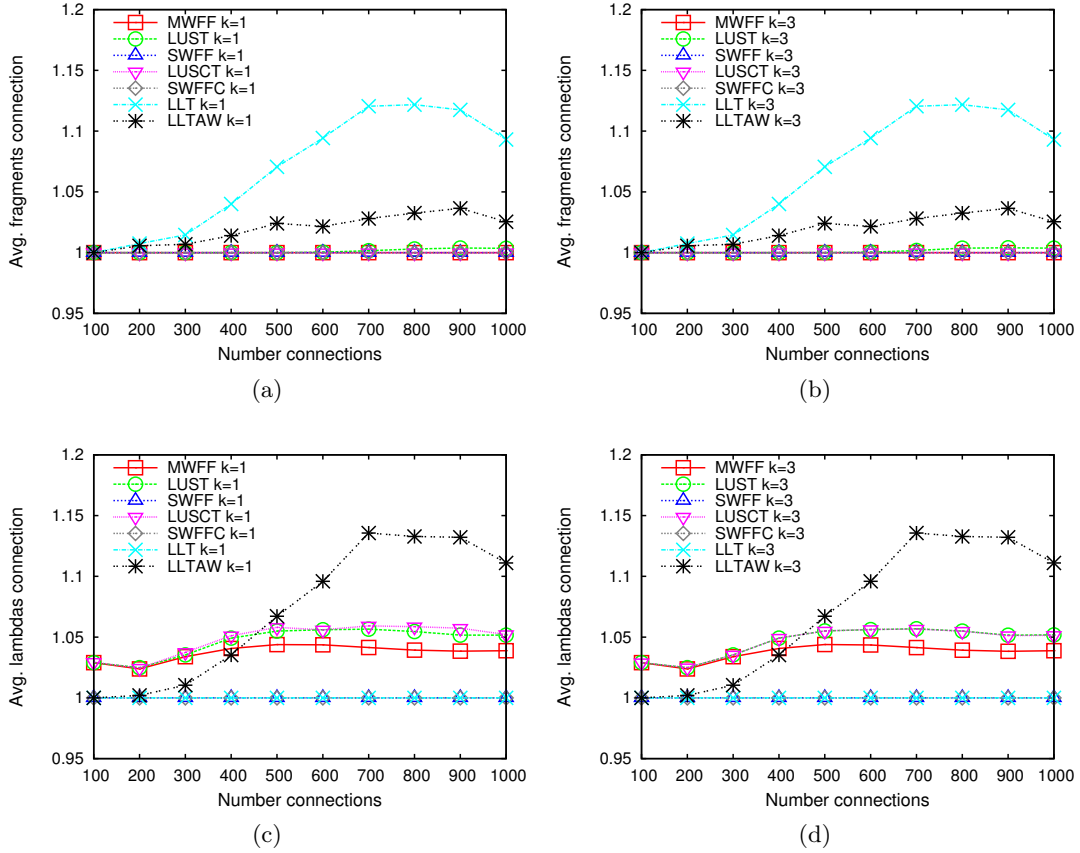 1.2
1.15
1.1
1.05
1
0.95
Avg. fragments connection
MWFF k=1
LUST k=1
SWFF k=1
LUSCT k=1
SWFFC k=1
LLT k=1
LLTAW k=1
100 200 300 400 500 600 700 800 900 1000
Number connections
(a)
1.2
1.15
1.1
1.05
1
0.95
Avg. fragments connection
MWFF k=3
LUST k=3
SWFF k=3
LUSCT k=3
SWFFC k=3
LLT k=3
LLTAW k=3
100 200 300 400 500 600 700 800 900 1000
Number connections
(b)
1.2
1.15
1.1
1.05
1
0.95
Avg. lambdas connection
MWFF k=1
LUST k=1
SWFF k=1
LUSCT k=1
SWFFC k=1
LLT k=1
LLTAW k=1
100 200 300 400 500 600 700 800 900 1000
Number connections
(c)
1.2
1.15
1.1
1.05
1
0.95
Avg. lambdas connection
MWFF k=3
LUST k=3
SWFF k=3
LUSCT k=3
SWFFC k=3
LLT k=3
LLTAW k=3
100 200 300 400 500 600 700 800 900 1000
Number connections
(d)